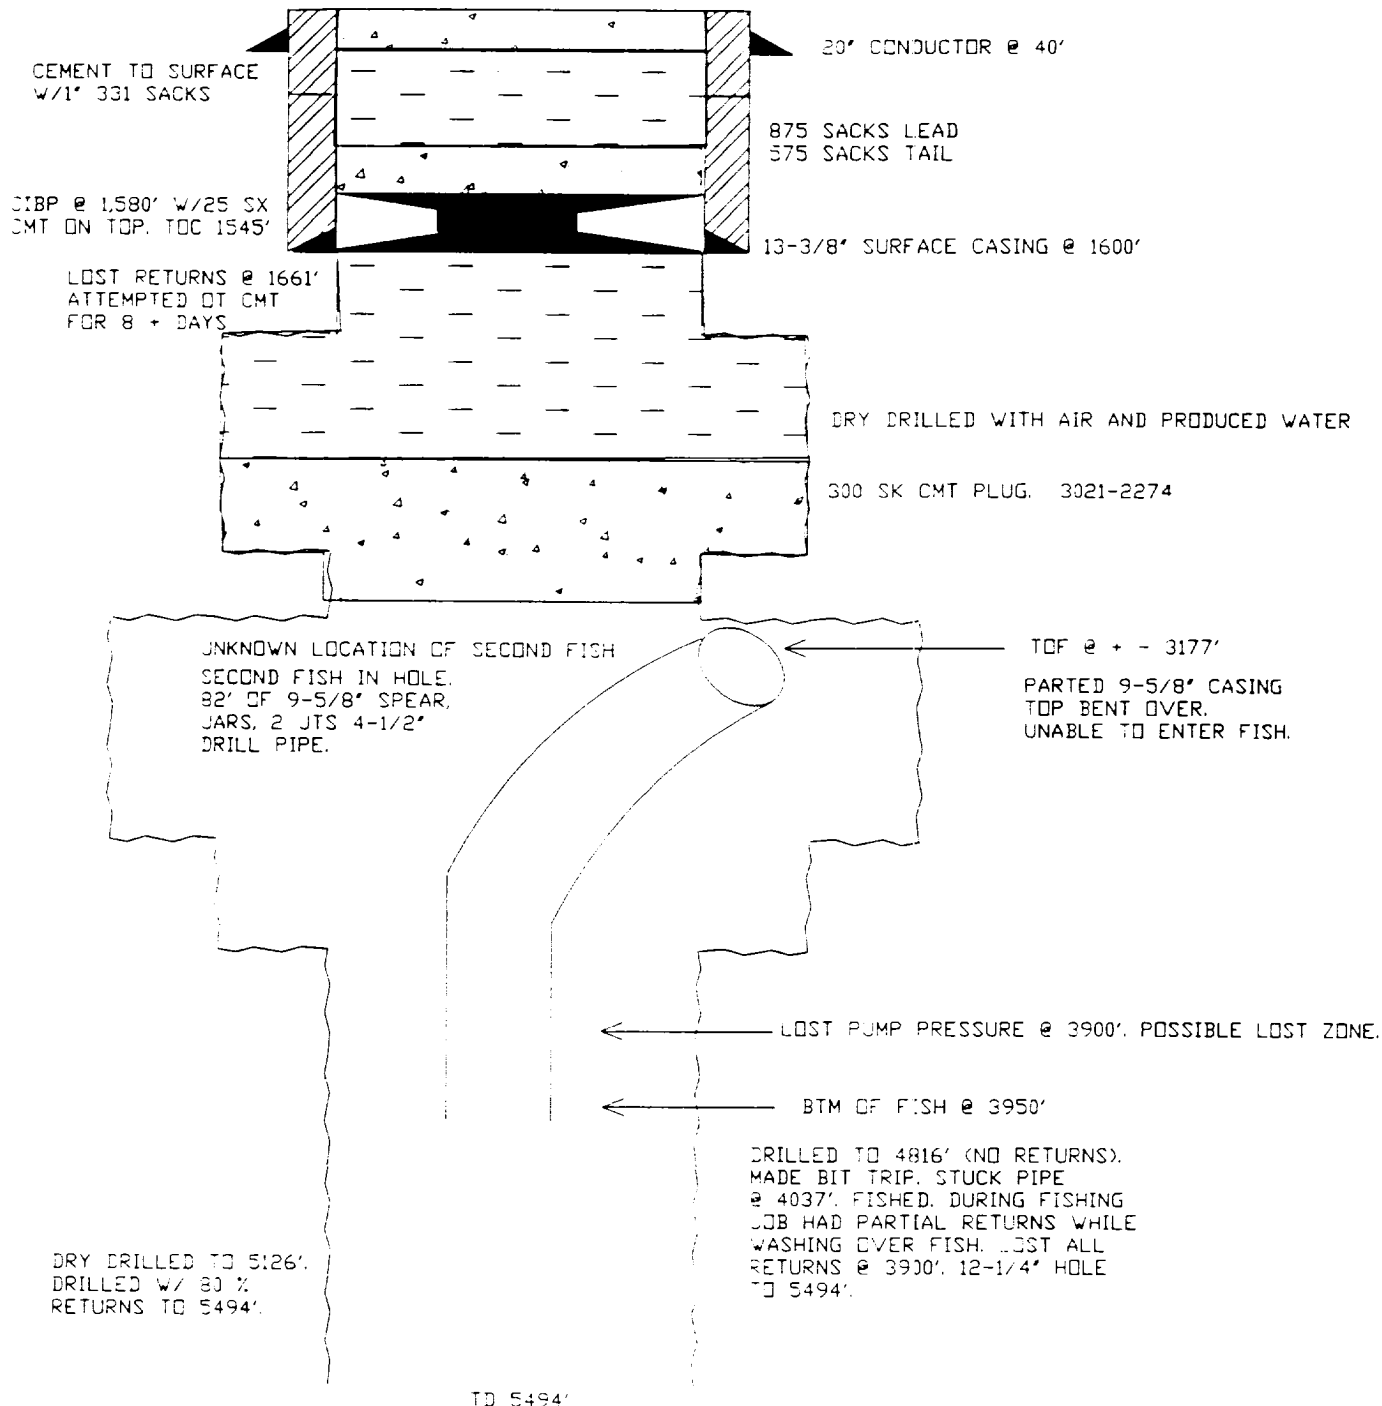 20" CONDUCTOR @ 40'
CEMENT TO SURFACE
W/1" 331 SACKS
875 SACKS LEAD
575 SACKS TAIL
CIBP @ 1,580' W/25 SX
CMT ON TOP. TOC 1545'
13-3/8" SURFACE CASING @ 1600'
LOST RETURNS @ 1661'
ATTEMPTED OT CMT
FOR 8 + DAYS
DRY DRILLED WITH AIR AND PRODUCED WATER
300 SK CMT PLUG. 3021-2274
UNKNOWN LOCATION OF SECOND FISH
SECOND FISH IN HOLE.
82' OF 9-5/8" SPEAR,
JARS, 2 JTS 4-1/2"
DRILL PIPE.
TOF @ + - 3177'
PARTED 9-5/8" CASING
TOP BENT OVER.
UNABLE TO ENTER FISH.
LOST PUMP PRESSURE @ 3900'. POSSIBLE LOST ZONE.
BTM OF FISH @ 3950'
DRILLED TO 4816' (NO RETURNS).
MADE BIT TRIP. STUCK PIPE
@ 4037'. FISHED. DURING FISHING
JOB HAD PARTIAL RETURNS WHILE
WASHING OVER FISH. LOST ALL
RETURNS @ 3900'. 12-1/4" HOLE
TO 5494'.
DRY DRILLED TO 5126'.
DRILLED W/ 80 %
RETURNS TO 5494'.
TD 5494'